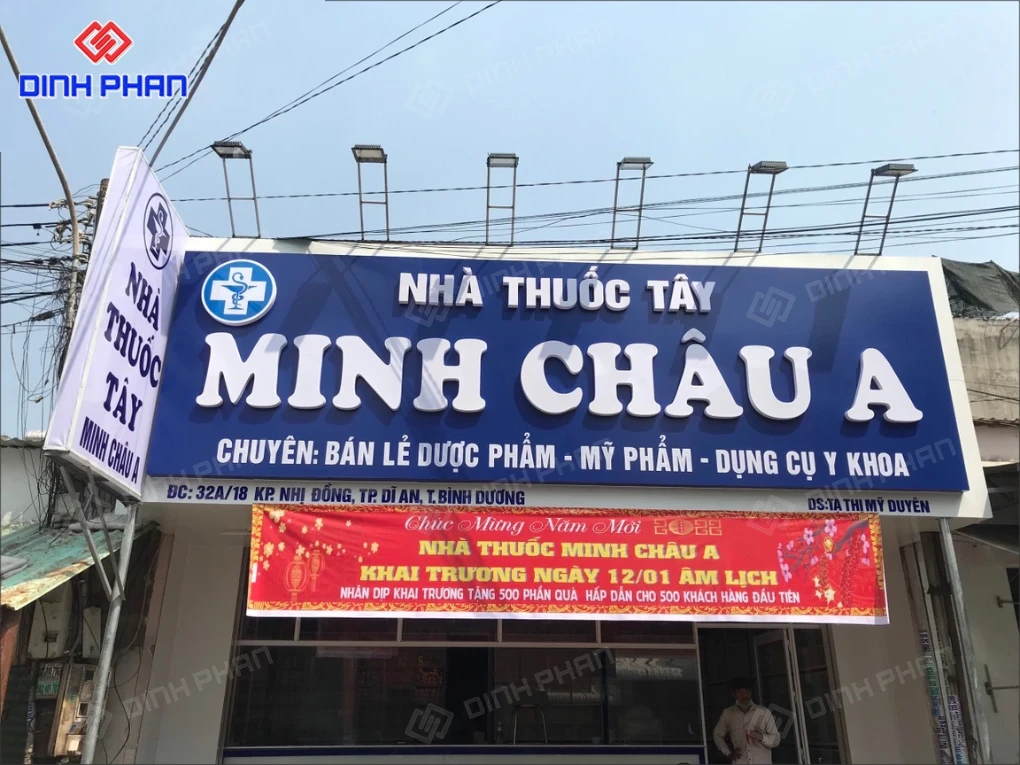 DINH PHAN
NHÀ
THUỐC
TÂY
MINH CHÂU A
NHÀ THUỐC TÂY
MINH CHÂU A
CHUYÊN: BÁN LẺ DƯỢC PHẨM - MỸ PHẨM - DỤNG CỤ Y KHOA
ĐC: 32A/18 KP. NHỊ ĐỒNG, TP. DĨ AN, T. BÌNH DƯƠNG
DS:TẠ THỊ MỸ DUYÊN
Chúc Mừng Năm Mới
NHÀ THUỐC MINH CHÂU A
KHAI TRƯƠNG NGÀY 12/01 ÂM LỊCH
NHÂN DỊP KHAI TRƯƠNG TẶNG 500 PHẦN QUÀ HẤP DẪN CHO 500 KHÁCH HÀNG ĐẦU TIÊN